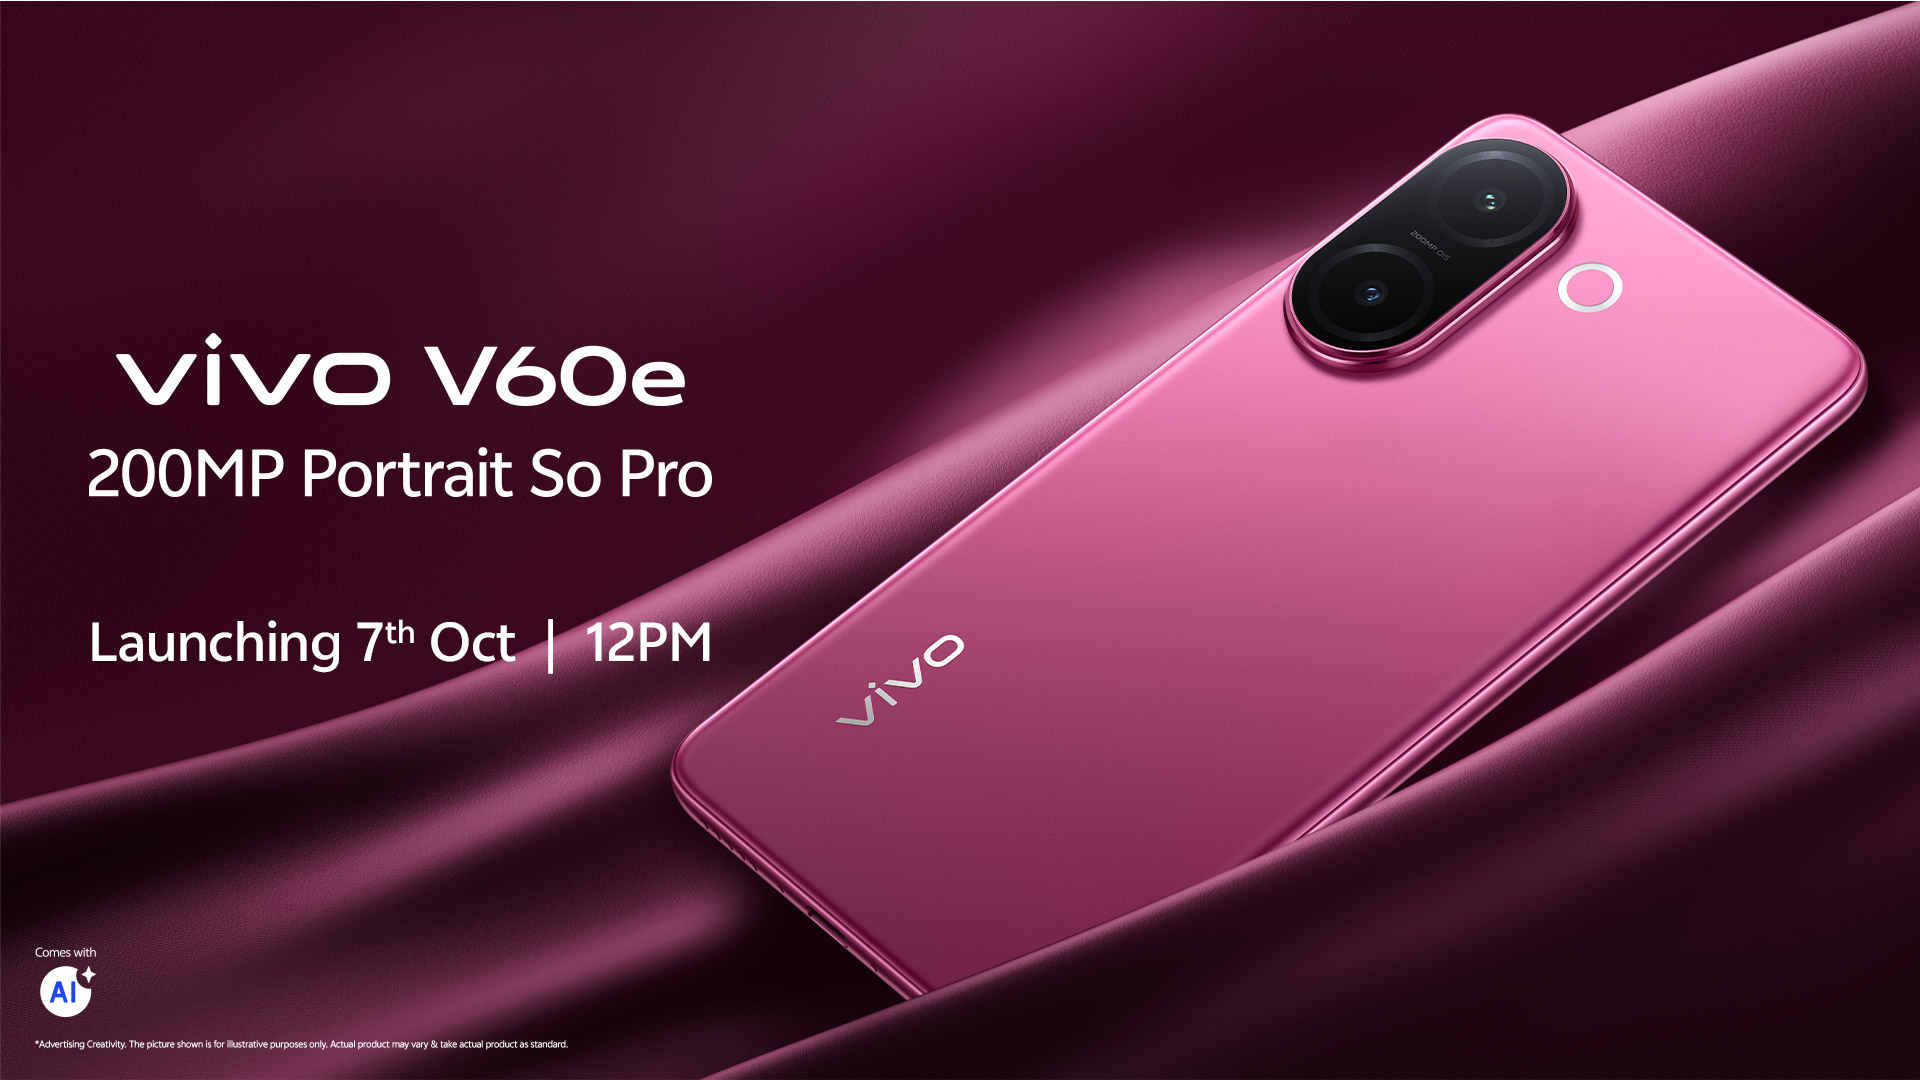 vivo V60e
200MP Portrait So Pro
Launching 7th Oct | 12PM
200MP OIS
vivo
Comes with
AI
*Advertising Creativity. The picture shown is for illustrative purposes only. Actual product may vary & take actual product as standard.